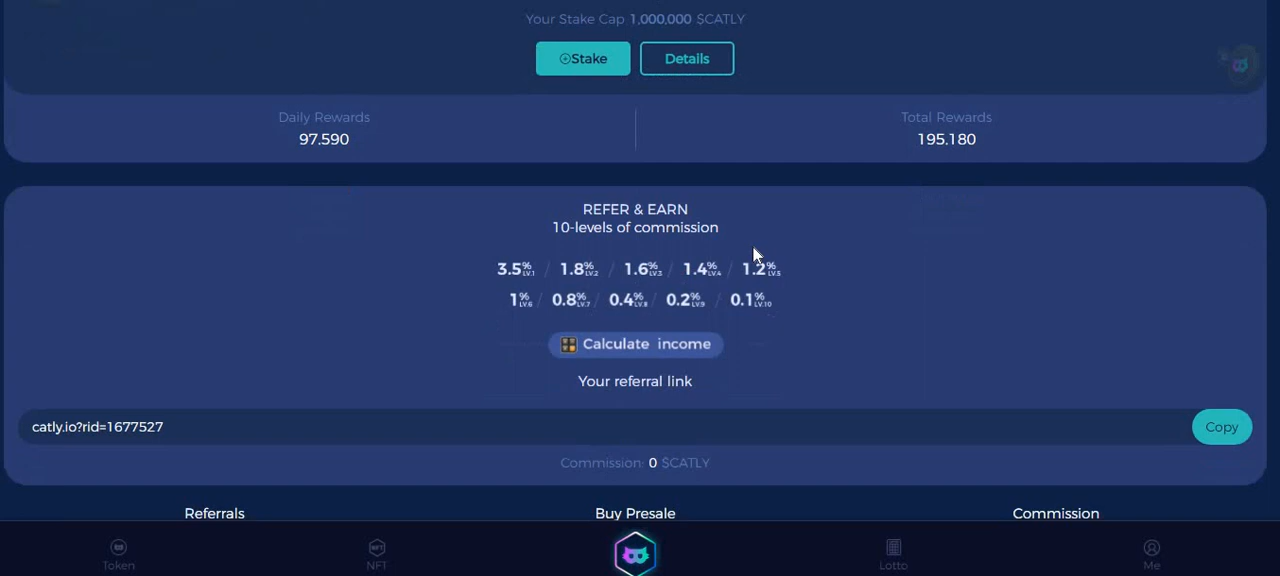 Your Stake Cap 1,000,000 $CATLY
Stake
Details
Daily Rewards
97.590
Total Rewards
195.180
REFER & EARN
10-levels of commission
3.5% LV.1 / 1.8% LV.2 / 1.6% LV.3 / 1.4% LV.4 / 1.2% LV.5
1% LV.6 / 0.8% LV.7 / 0.4% LV.8 / 0.2% LV.9 / 0.1% LV.10
Calculate income
Your referral link
catly.io?rid=1677527
Copy
Commission: 0 $CATLY
Referrals
Buy Presale
Commission
Token
NFT
Lotto
Me